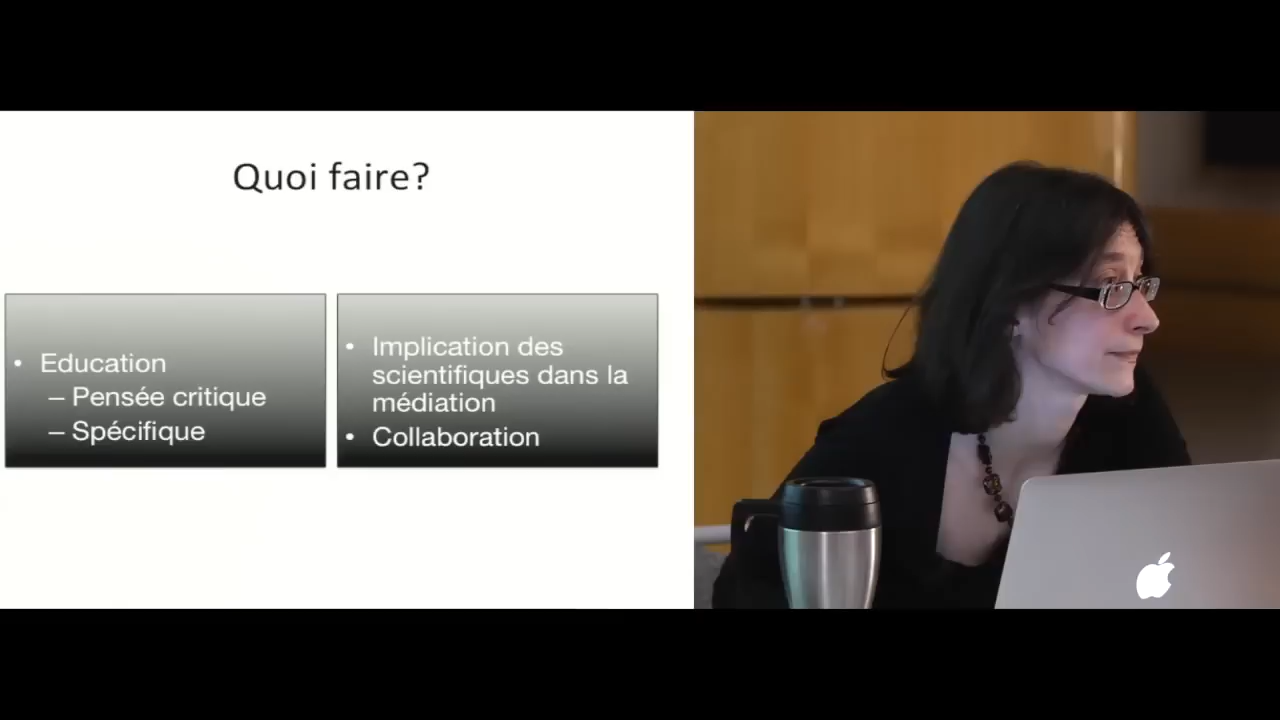 Quoi faire?
• Education
– Pensée critique
– Spécifique
• Implication des
scientifiques dans la
médiation
• Collaboration